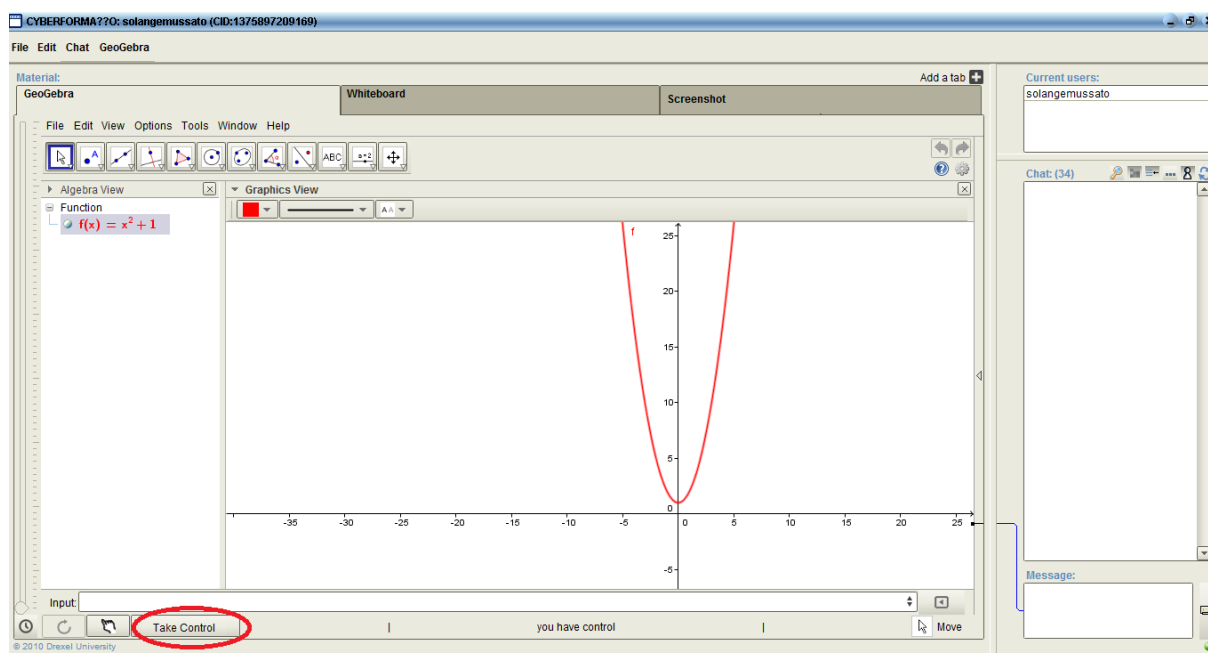 CYBERFORMA??O: solangemussato (CID:1375897209169)
File Edit Chat GeoGebra
Material:
Add a tab
GeoGebra
Whiteboard
Screenshot
File Edit View Options Tools Window Help
A
ABC
a=2
Algebra View
Graphics View
Function
f(x) = x² + 1
A A
f
25
20
15
10
5
0
-35 -30 -25 -20 -15 -10 -5 0 5 10 15 20 25
-5
Input:
Take Control
|
you have control
|
Move
© 2010 Drexel University
Current users:
solangemussato
Chat: (34)
Message: